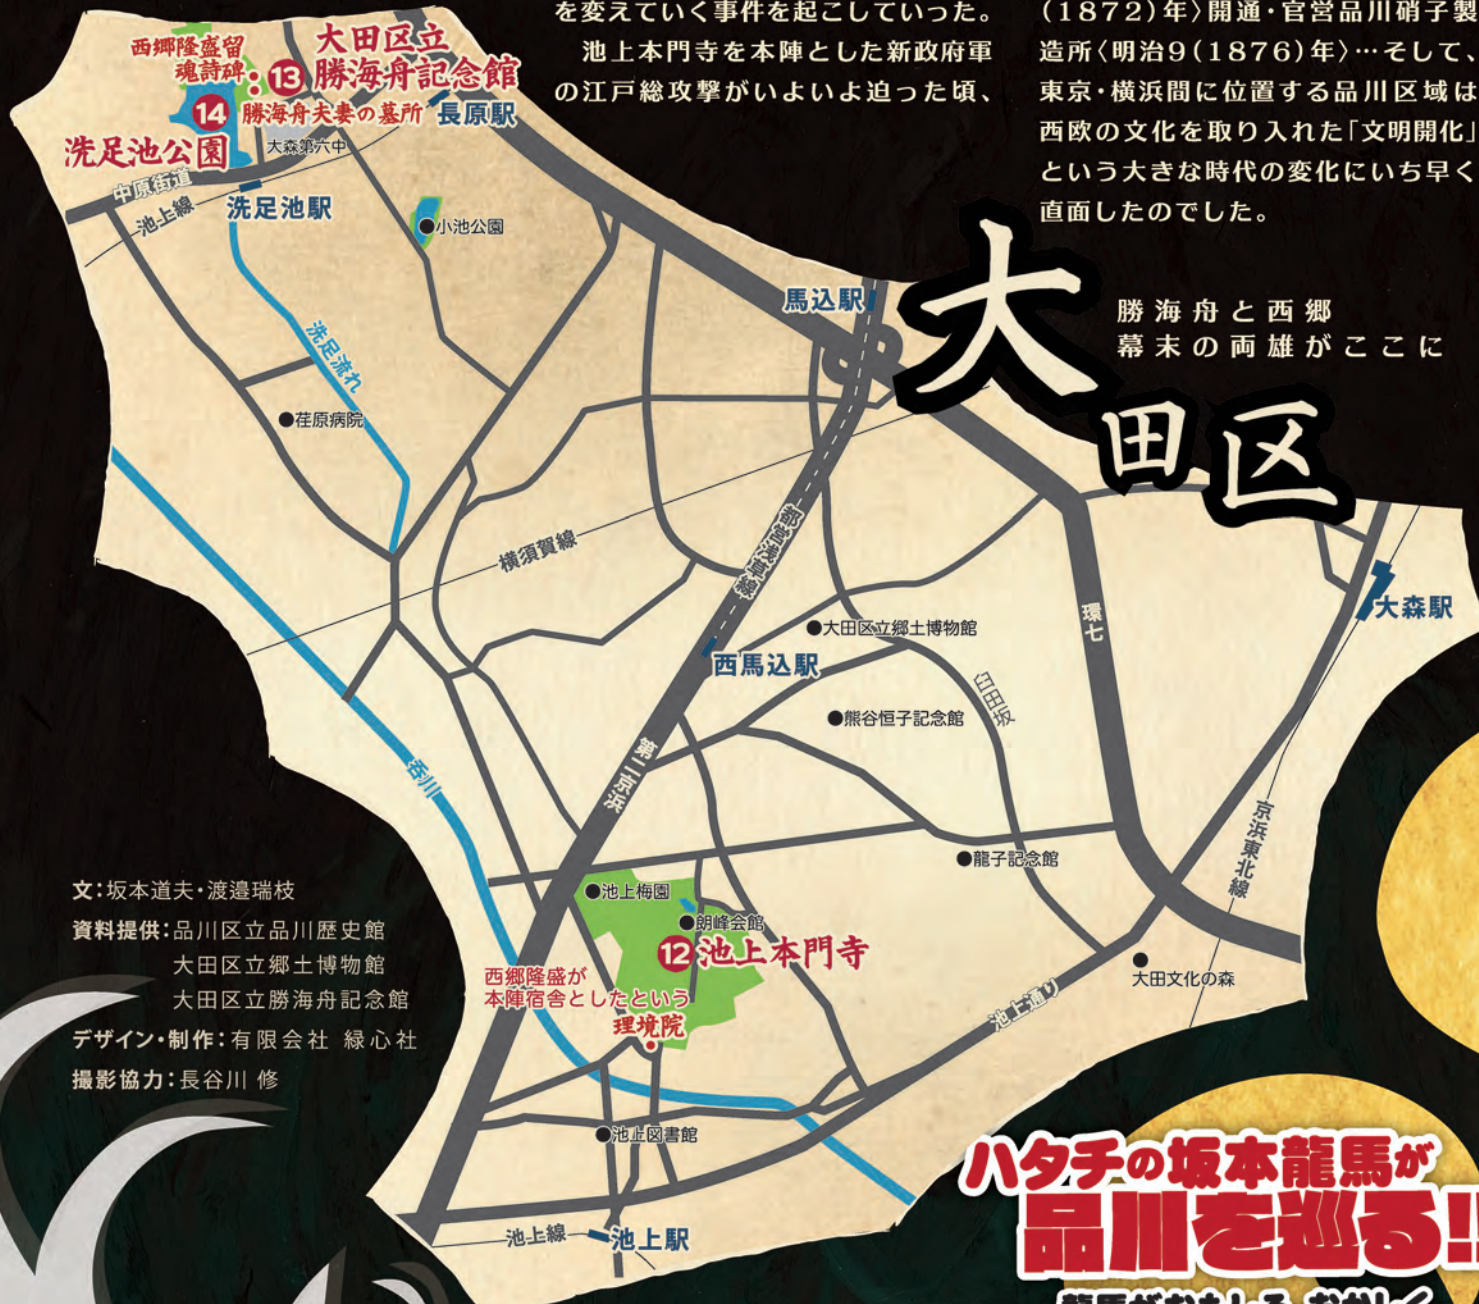 を変えていく事件を起こしていった。
池上本門寺を本陣とした新政府軍
の江戸総攻撃がいよいよ迫った頃、
(1872)年〉開通・官営品川硝子製
造所〈明治9(1876)年〉…そして、
東京・横浜間に位置する品川区域は
西欧の文化を取り入れた「文明開化」
という大きな時代の変化にいち早く
直面したのでした。
大田区
勝海舟と西郷
幕末の両雄がここに
西郷隆盛留
魂詩碑
⑬ 大田区立
勝海舟記念館
⑭ 勝海舟夫妻の墓所
長原駅
洗足池公園
大森第六中
中原街道
池上線
洗足池駅
●小池公園
馬込駅
洗足流れ
●荏原病院
横須賀線
都営浅草線
環七
大森駅
●大田区立郷土博物館
西馬込駅
臼田坂
●熊谷恒子記念館
第二京浜
呑川
京浜東北線
●龍子記念館
●池上梅園
●朗峰会館
⑫ 池上本門寺
西郷隆盛が
本陣宿舎としたという
理境院
●
大田文化の森
池上通り
●池上図書館
池上線
池上駅
文:坂本道夫・渡邉瑞枝
資料提供:品川区立品川歴史館
大田区立郷土博物館
大田区立勝海舟記念館
デザイン・制作:有限会社 緑心社
撮影協力:長谷川 修
ハタチの坂本龍馬が
品川を巡る!!
龍馬がおもしろ おかしく